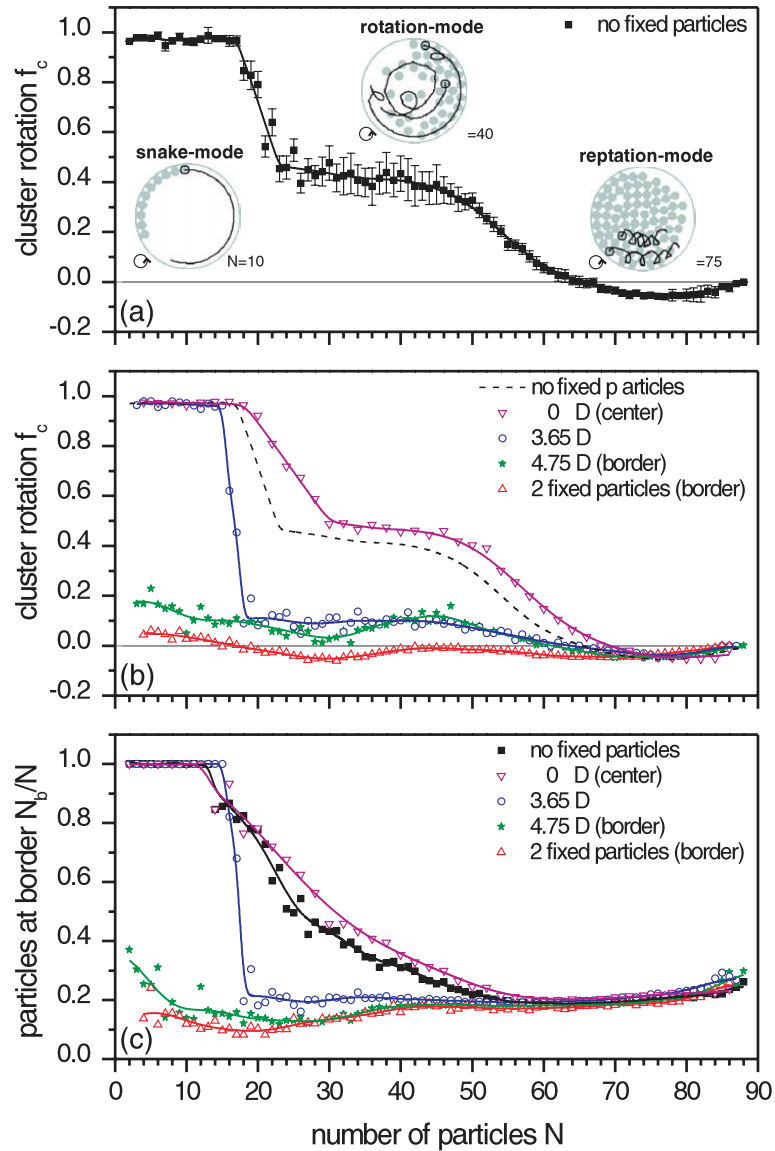 1.0
0.8
0.6
0.4
0.2
0.0
-0.2
cluster rotation f_c
(a)
no fixed particles
rotation-mode
=40
snake-mode
N=10
reptation-mode
=75
1.0
0.8
0.6
0.4
0.2
0.0
-0.2
cluster rotation f_c
(b)
no fixed p articles
0 D (center)
3.65 D
4.75 D (border)
2 fixed particles (border)
1.0
0.8
0.6
0.4
0.2
0.0
particles at border N_b/N
(c)
no fixed particles
0 D (center)
3.65 D
4.75 D (border)
2 fixed particles (border)
0 10 20 30 40 50 60 70 80 90
number of particles N